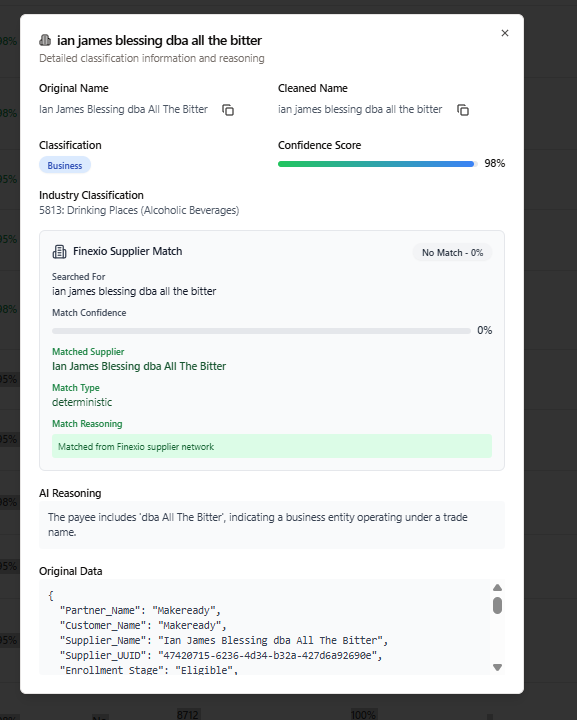 ian james blessing dba all the bitter
Detailed classification information and reasoning
Original Name
Ian James Blessing dba All The Bitter
Cleaned Name
ian james blessing dba all the bitter
Classification
Business
Confidence Score
98%
Industry Classification
5813: Drinking Places (Alcoholic Beverages)
Finexio Supplier Match
No Match - 0%
Searched For
ian james blessing dba all the bitter
Match Confidence
0%
Matched Supplier
Ian James Blessing dba All The Bitter
Match Type
deterministic
Match Reasoning
Matched from Finexio supplier network
AI Reasoning
The payee includes 'dba All The Bitter', indicating a business entity operating under a trade
name.
Original Data
{
"Partner_Name": "Makeready",
"Customer_Name": "Makeready",
"Supplier_Name": "Ian James Blessing dba All The Bitter",
"Supplier_UUID": "47420715-6236-4d34-b32a-427d6a92690e",
"Enrollment Stage": "Eligible",
8712
100%